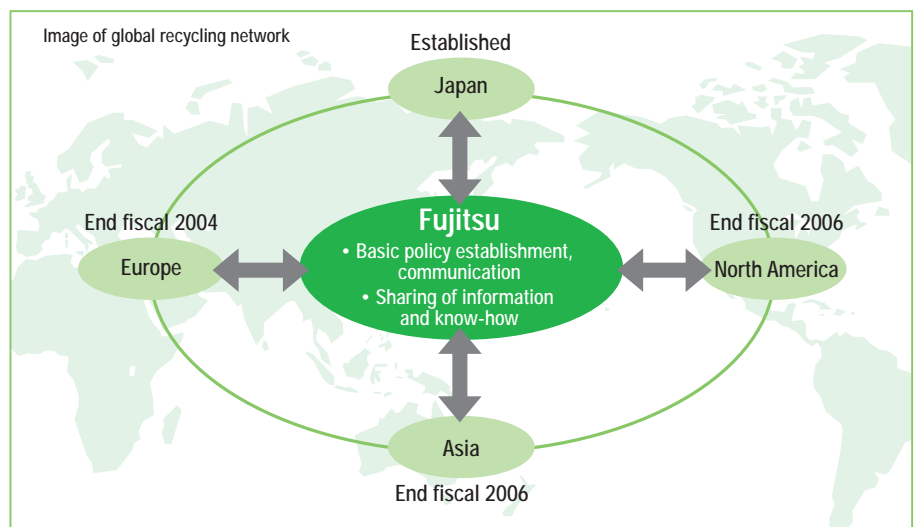 Image of global recycling network
Established
Japan
End fiscal 2004
Europe
Fujitsu
• Basic policy establishment,
communication
• Sharing of information
and know-how
End fiscal 2006
North America
Asia
End fiscal 2006